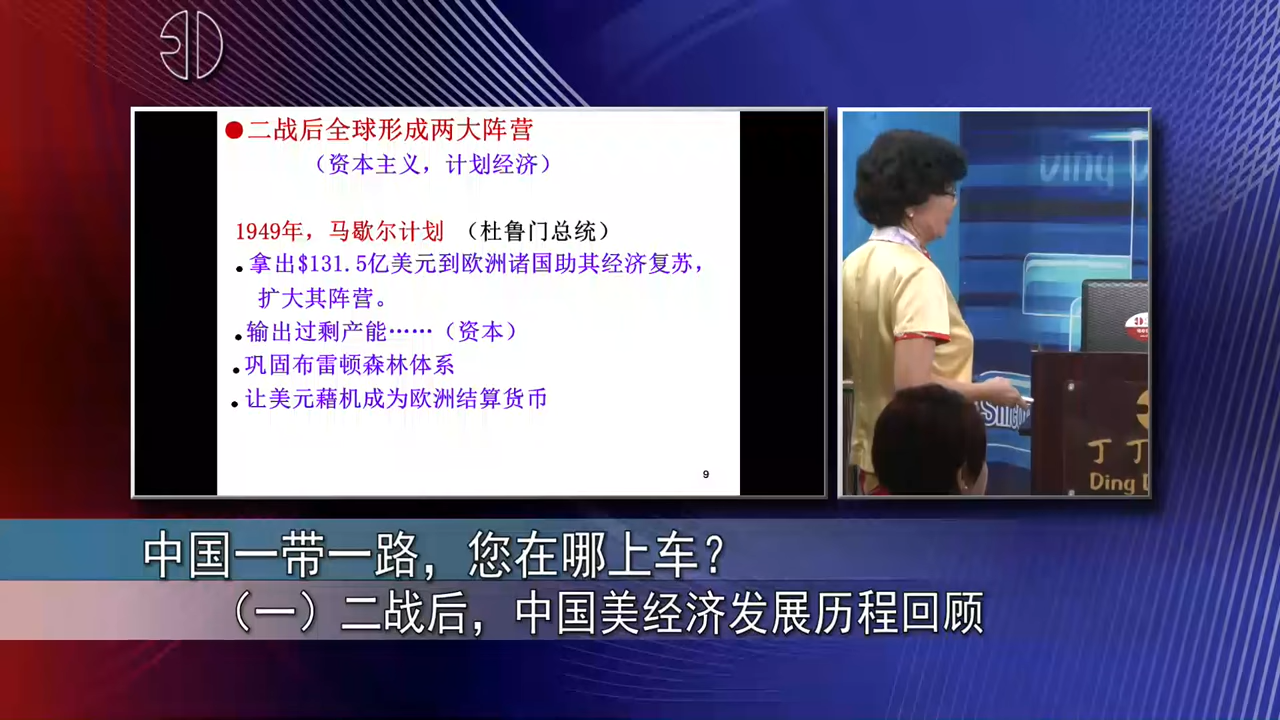 ●二战后全球形成两大阵营
（资本主义，计划经济）
1949年，马歇尔计划 （杜鲁门总统）
• 拿出$131.5亿美元到欧洲诸国助其经济复苏，
扩大其阵营。
• 输出过剩产能……（资本）
• 巩固布雷顿森林体系
• 让美元藉机成为欧洲结算货币
9
Ding
丁丁
Ding D
中国一带一路，您在哪上车？
（一）二战后，中国美经济发展历程回顾